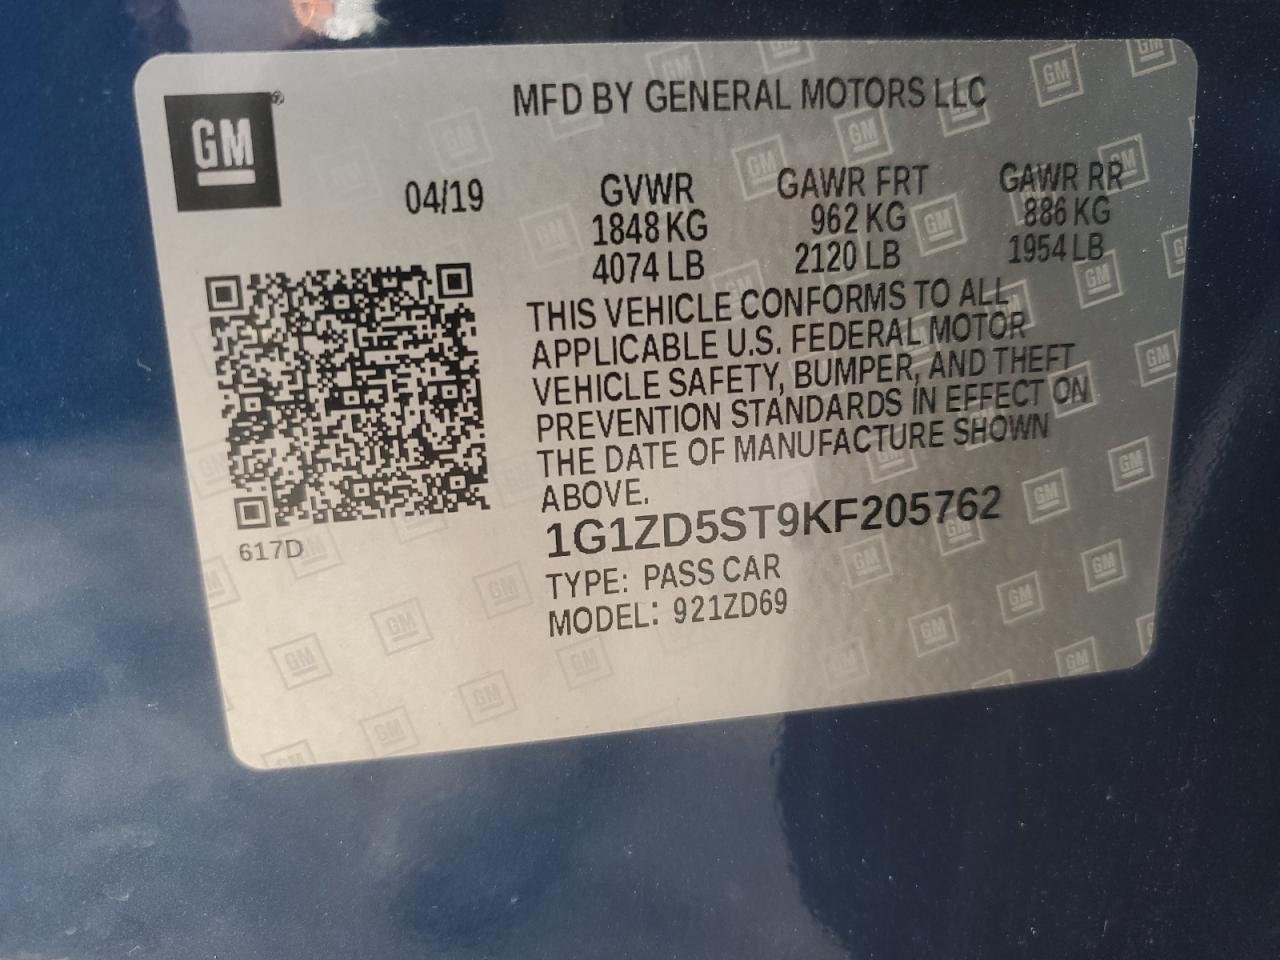 GM
MFD BY GENERAL MOTORS LLC
04/19
GVWR
1848 KG
4074 LB
GAWR FRT
962 KG
2120 LB
GAWR RR
886 KG
1954 LB
THIS VEHICLE CONFORMS TO ALL
APPLICABLE U.S. FEDERAL MOTOR
VEHICLE SAFETY, BUMPER, AND THEFT
PREVENTION STANDARDS IN EFFECT ON
THE DATE OF MANUFACTURE SHOWN
ABOVE.
1G1ZD5ST9KF205762
TYPE: PASS CAR
MODEL: 921ZD69
617D